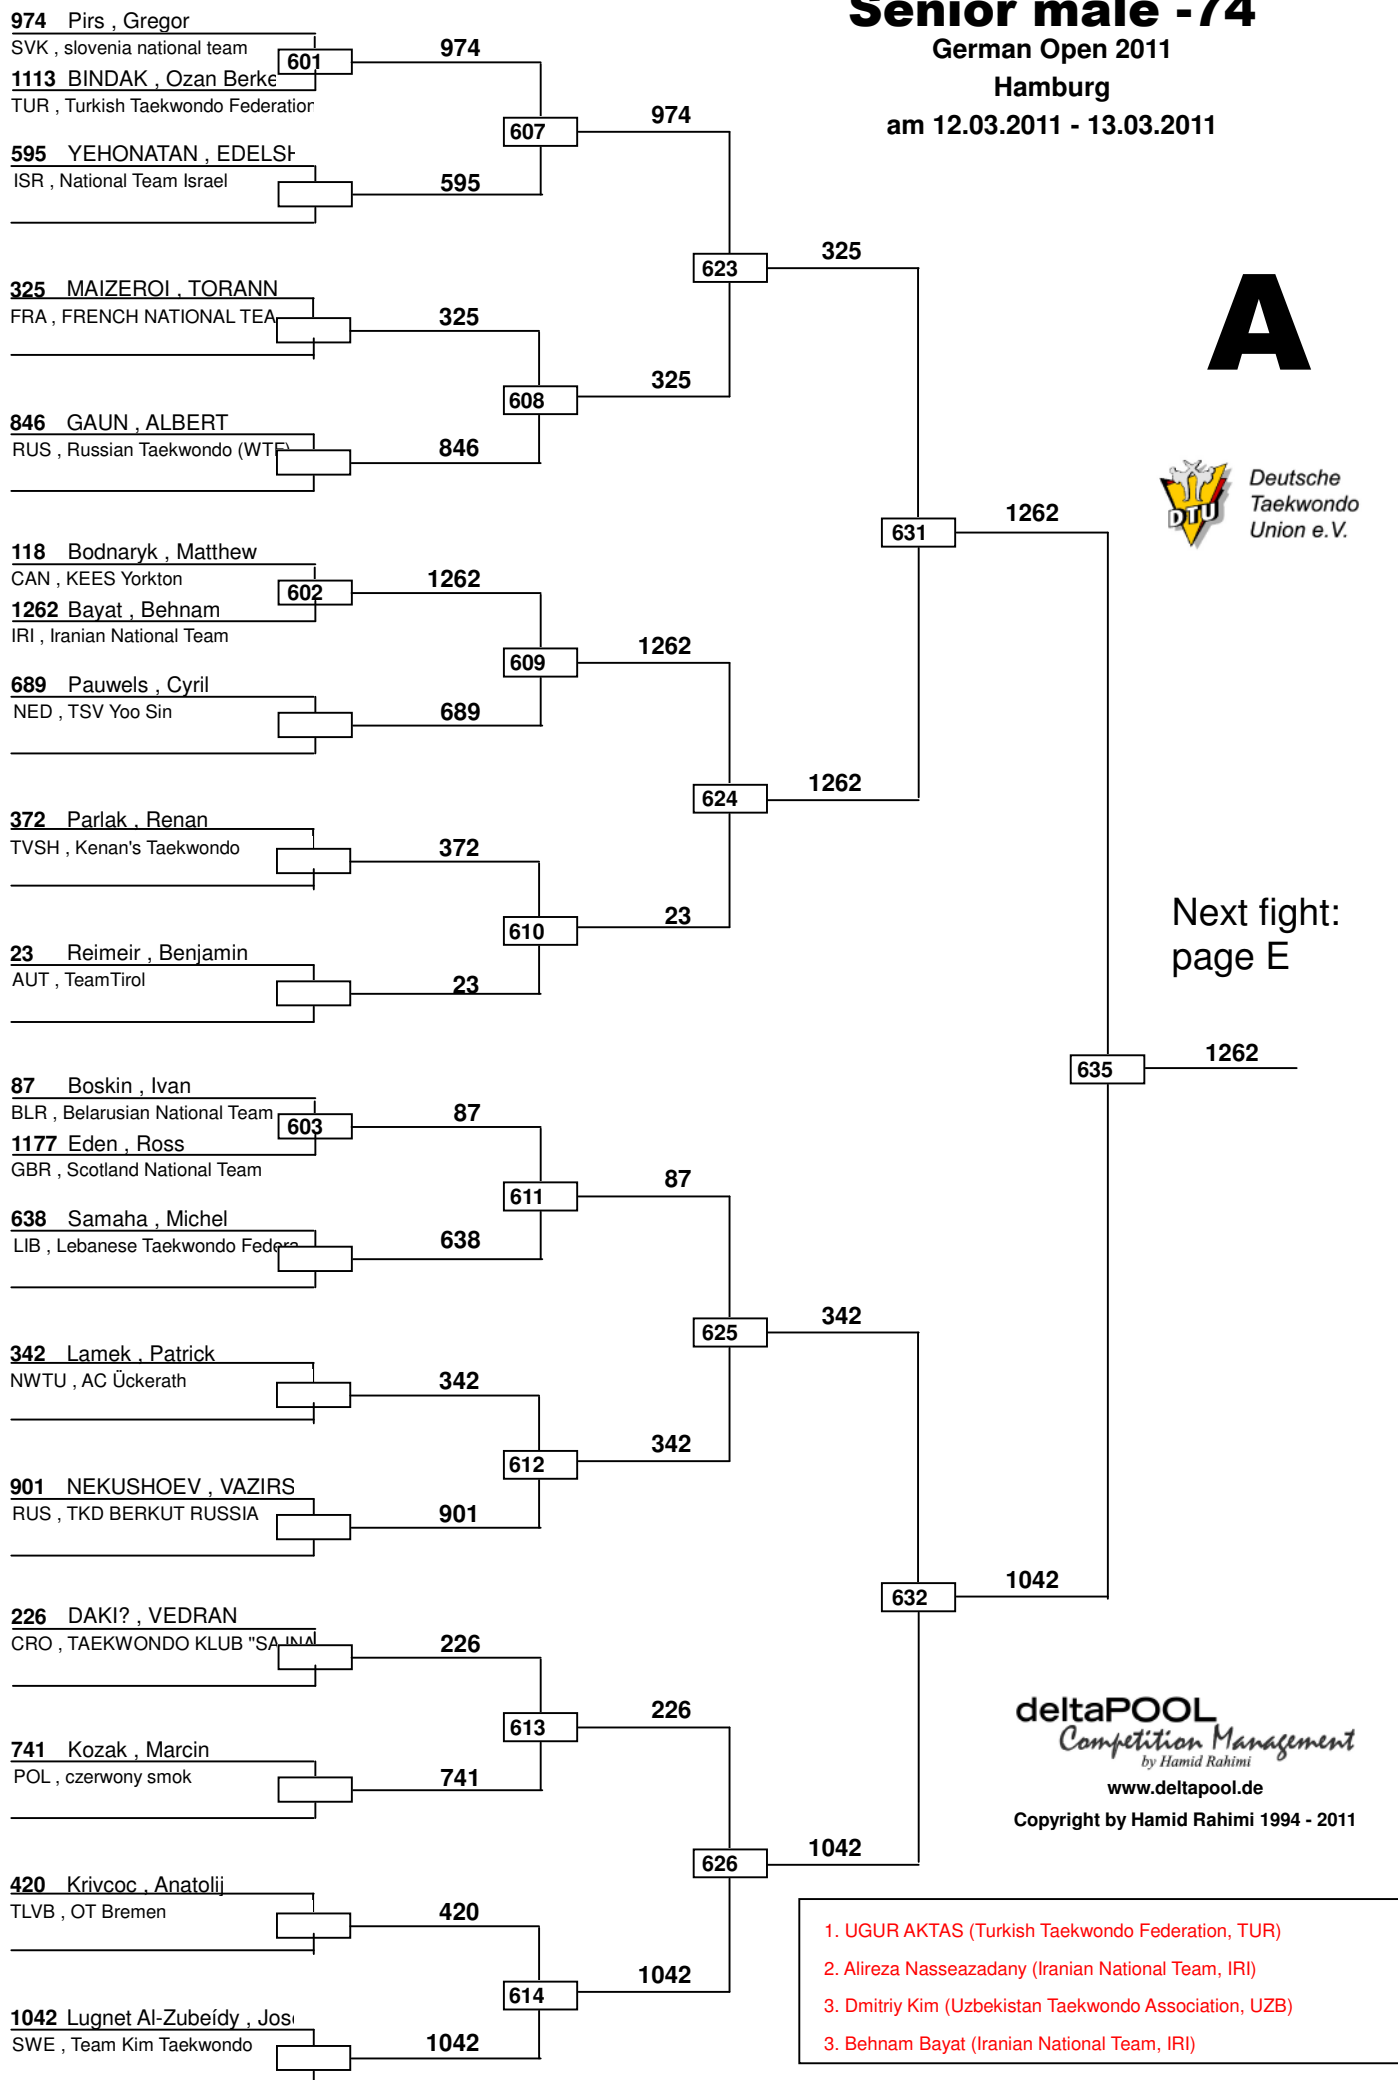 Senior male -74
German Open 2011
Hamburg
am 12.03.2011 - 13.03.2011
974 Pirs , Gregor
SVK , slovenia national team
601
974
1113 BINDAK , Ozan Berke
TUR , Turkish Taekwondo Federation
607
974
595 YEHONATAN , EDELSH
ISR , National Team Israel
595
623
325
325 MAIZEROI , TORANN
FRA , FRENCH NATIONAL TEA
325
608
325
846 GAUN , ALBERT
RUS , Russian Taekwondo (WTF)
846
A
Deutsche
Taekwondo
Union e.V.
DTU
631
1262
118 Bodnaryk , Matthew
CAN , KEES Yorkton
602
1262
1262 Bayat , Behnam
IRI , Iranian National Team
609
1262
689 Pauwels , Cyril
NED , TSV Yoo Sin
689
624
1262
372 Parlak , Renan
TVSH , Kenan's Taekwondo
372
610
23
23 Reimeir , Benjamin
AUT , TeamTirol
23
Next fight:
page E
635
1262
87 Boskin , Ivan
BLR , Belarusian National Team
603
87
1177 Eden , Ross
GBR , Scotland National Team
611
87
638 Samaha , Michel
LIB , Lebanese Taekwondo Federa
638
625
342
342 Lamek , Patrick
NWTU , AC Ückerath
342
612
342
901 NEKUSHOEV , VAZIRS
RUS , TKD BERKUT RUSSIA
901
632
1042
226 DAKI? , VEDRAN
CRO , TAEKWONDO KLUB "SAJNA
226
613
226
741 Kozak , Marcin
POL , czerwony smok
741
626
1042
420 Krivcoc , Anatolij
TLVB , OT Bremen
420
614
1042
1042 Lugnet Al-Zubeídy , Jos
SWE , Team Kim Taekwondo
1042
deltaPOOL
Competition Management
by Hamid Rahimi
www.deltapool.de
Copyright by Hamid Rahimi 1994 - 2011
1. UGUR AKTAS (Turkish Taekwondo Federation, TUR)
2. Alireza Nasseazadany (Iranian National Team, IRI)
3. Dmitriy Kim (Uzbekistan Taekwondo Association, UZB)
3. Behnam Bayat (Iranian National Team, IRI)